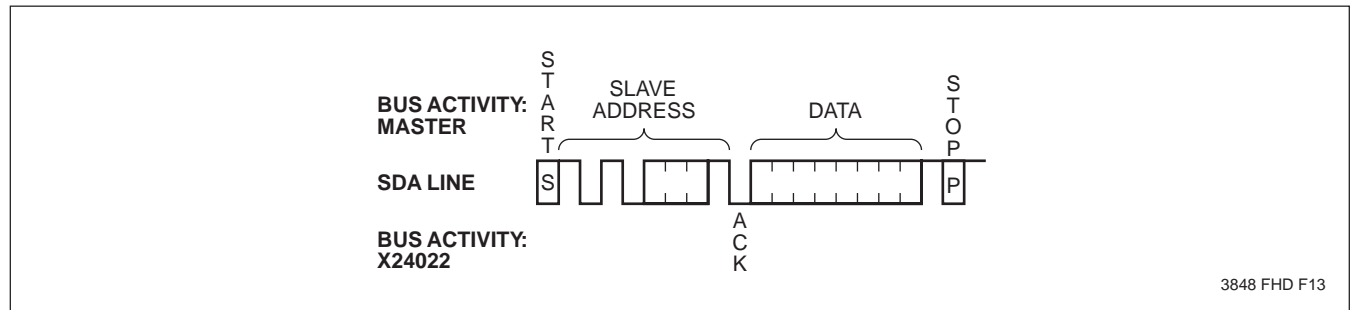 START
BUS ACTIVITY:
MASTER
SLAVE
ADDRESS
DATA
STOP
SDA LINE
S
P
BUS ACTIVITY:
X24022
ACK
3848 FHD F13